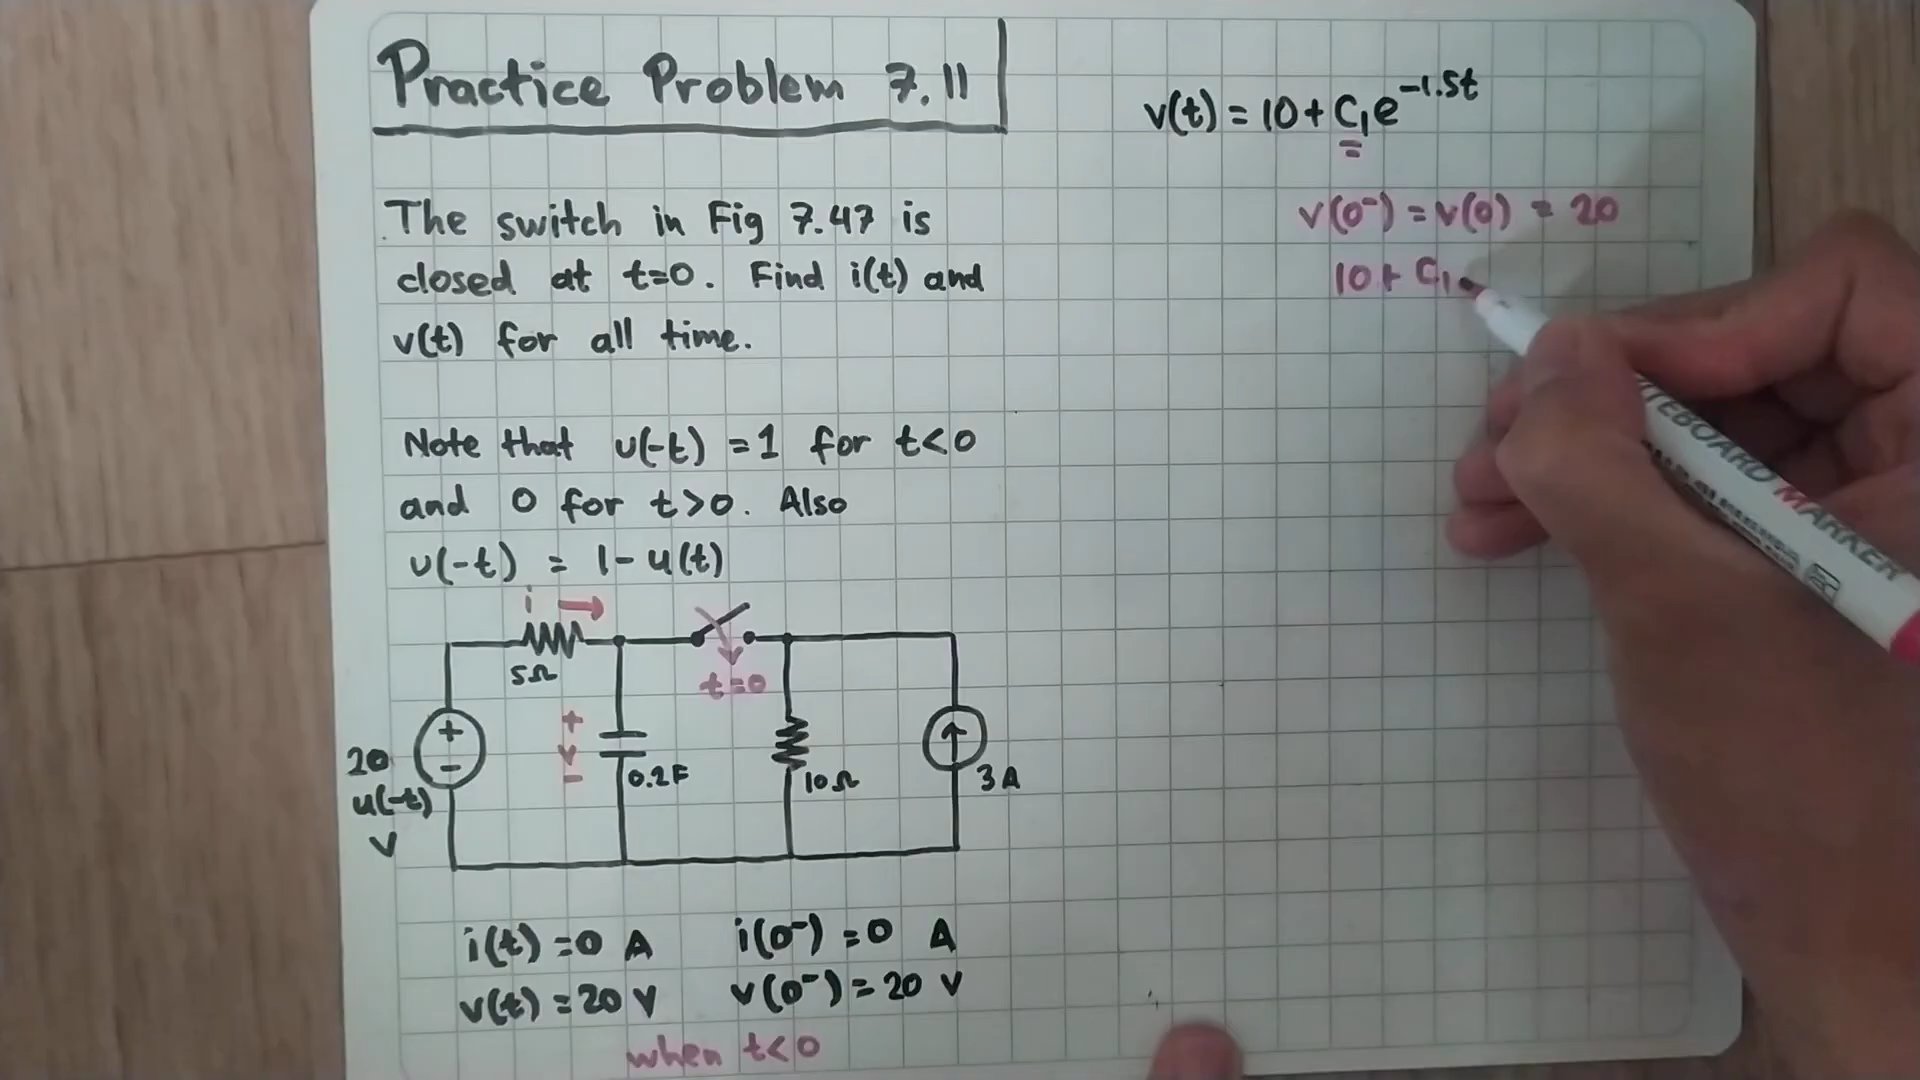 Practice Problem 7.11
The switch in Fig 7.47 is
closed at t=0. Find i(t) and
v(t) for all time.
Note that u(-t) = 1 for t<0
and 0 for t>0. Also
u(-t) = 1- u(t)
i
5Ω
t=0
+
-
+
-
20
u(-t)
V
0.2F
10Ω
3A
i(t) =0 A i(0⁻) =0 A
v(t) =20 V v(0⁻) =20 V
when t<0
v(t) = 10 + C₁e⁻¹·⁵ᵗ
v(0⁻) = v(0) = 20
10 + C₁
MARKER